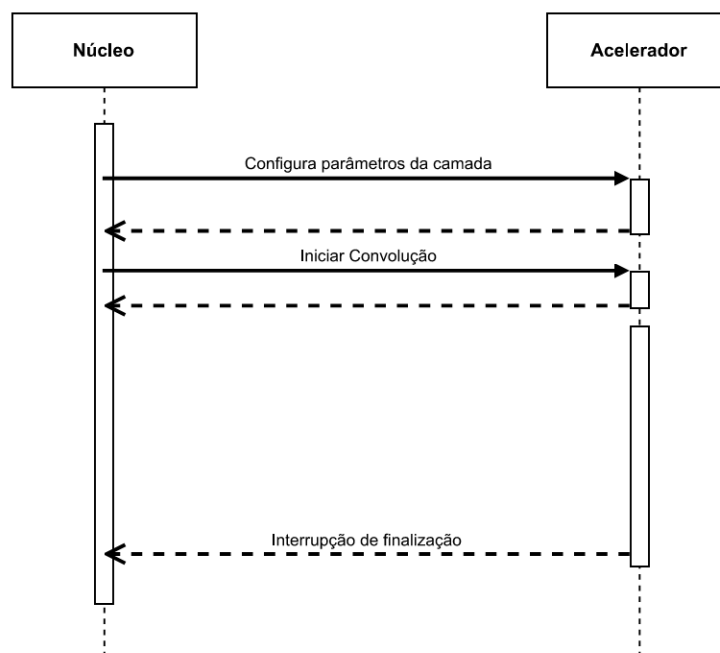 Núcleo
Acelerador
Configura parâmetros da camada
Iniciar Convolução
Interrupção de finalização